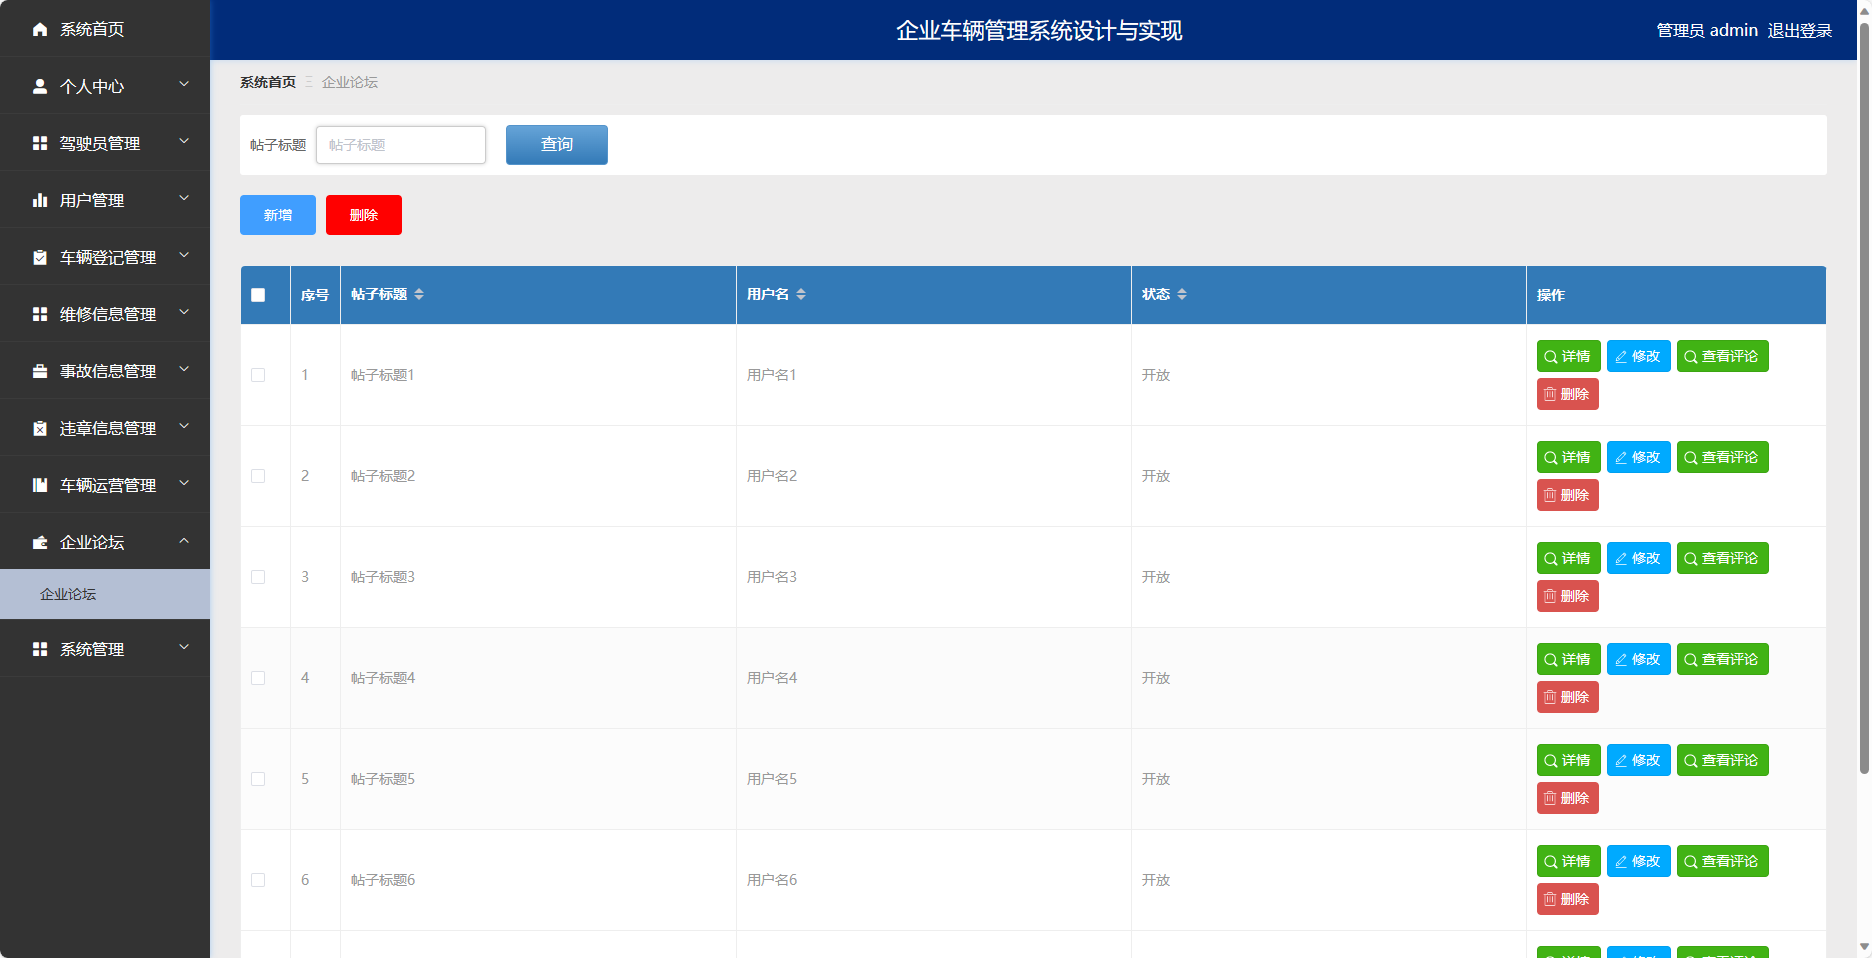 系统首页
个人中心
驾驶员管理
用户管理
车辆登记管理
维修信息管理
事故信息管理
违章信息管理
车辆运营管理
企业论坛
企业论坛
系统管理
企业车辆管理系统设计与实现
管理员 admin 退出登录
系统首页 企业论坛
帖子标题 帖子标题 查询
新增 删除
序号 帖子标题 用户名 状态 操作
1 帖子标题1 用户名1 开放 详情 修改 查看评论
删除
2 帖子标题2 用户名2 开放 详情 修改 查看评论
删除
3 帖子标题3 用户名3 开放 详情 修改 查看评论
删除
4 帖子标题4 用户名4 开放 详情 修改 查看评论
删除
5 帖子标题5 用户名5 开放 详情 修改 查看评论
删除
6 帖子标题6 用户名6 开放 详情 修改 查看评论
删除